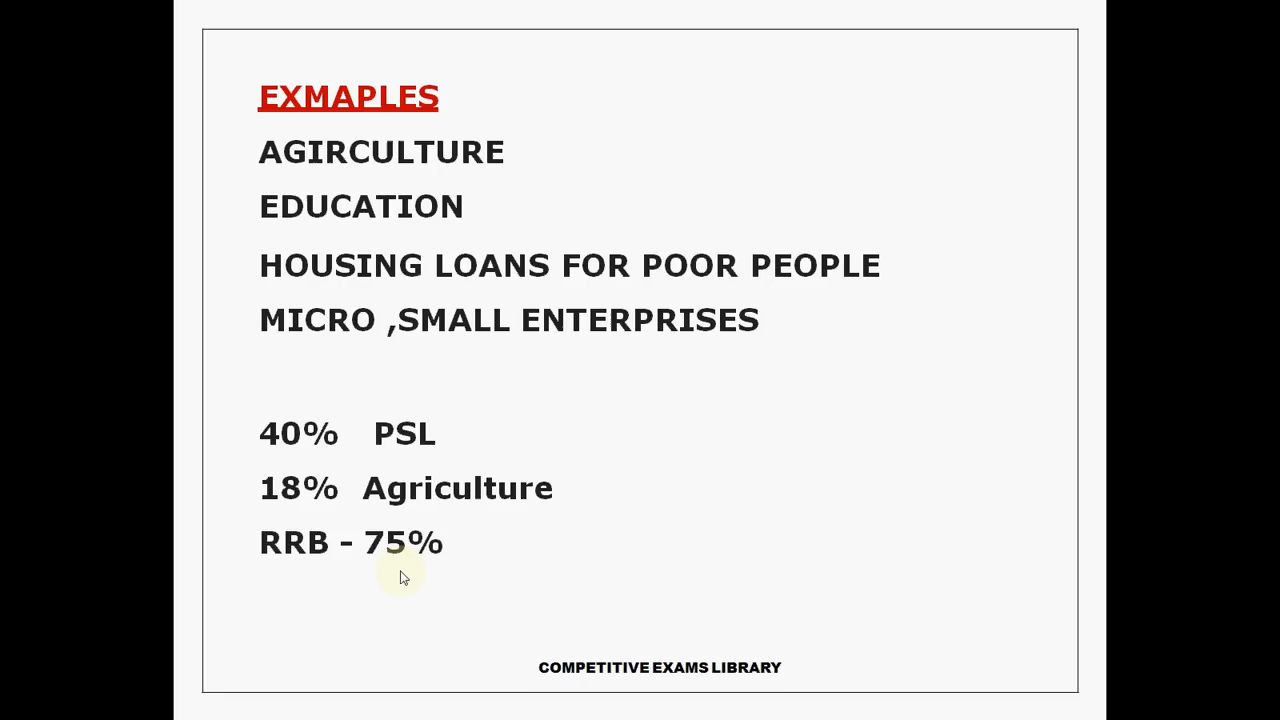 EXMAPLES
AGIRCULTURE
EDUCATION
HOUSING LOANS FOR POOR PEOPLE
MICRO ,SMALL ENTERPRISES
40% PSL
18% Agriculture
RRB - 75%
COMPETITIVE EXAMS LIBRARY